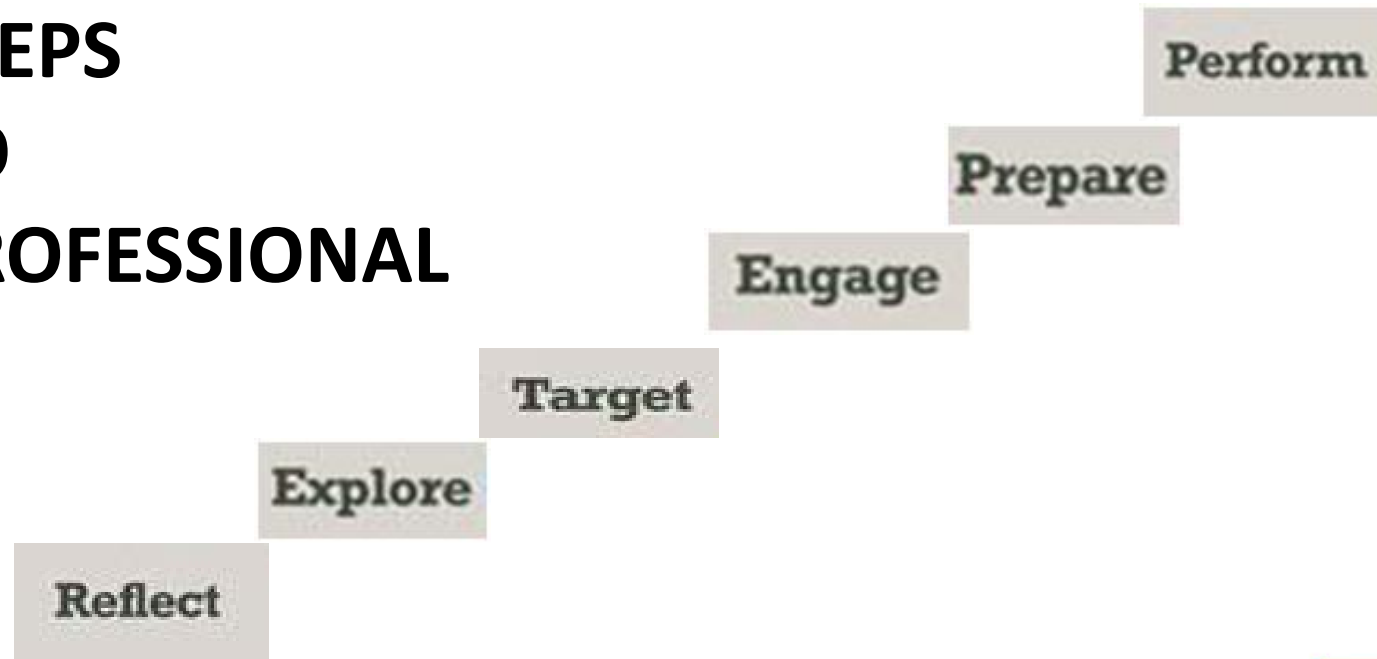 EPS
ROFESSIONAL
Perform
Prepare
Engage
Target
Explore
Reflect